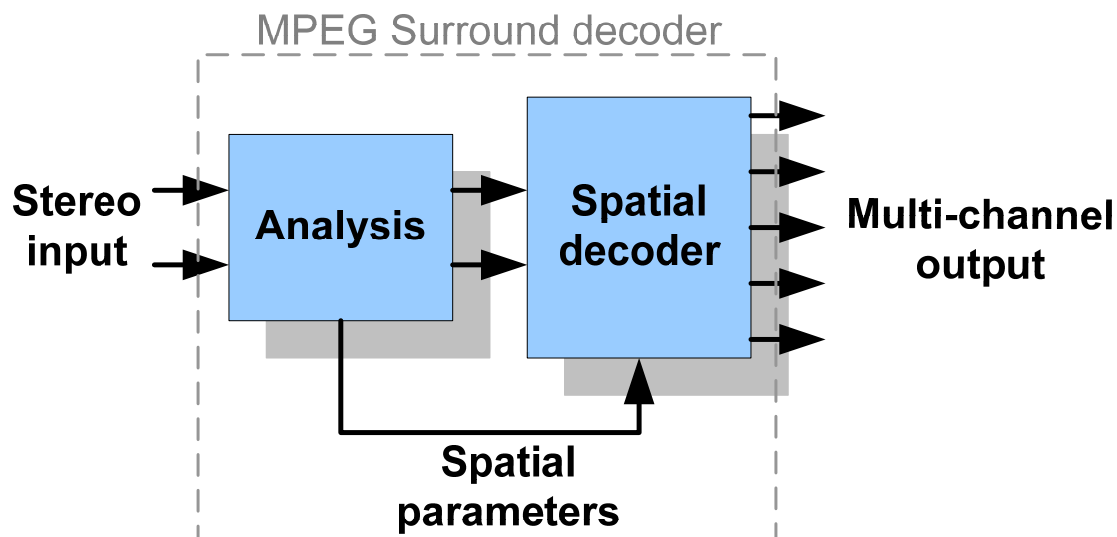 MPEG Surround decoder
Stereo
input
Analysis
Spatial
decoder
Multi-channel
output
Spatial
parameters